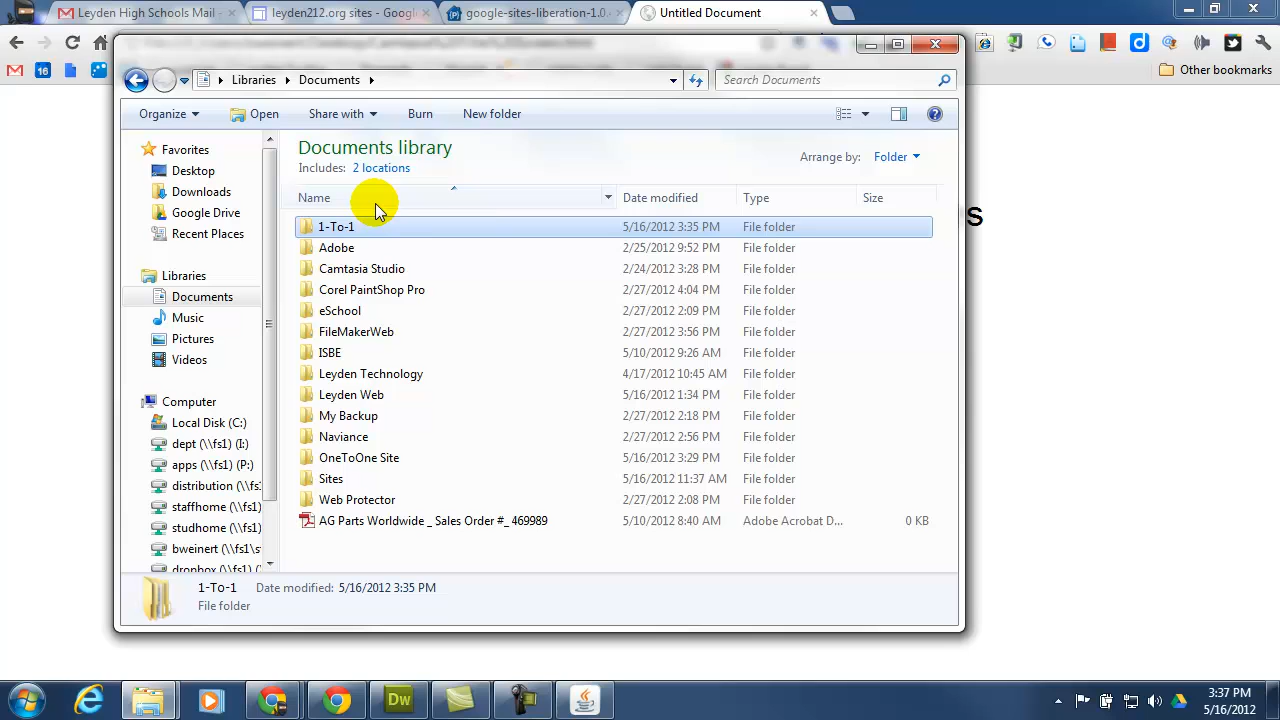 Leyden High Schools Mail -
leyden212.org sites - Google
google-sites-liberation-1.0.
Untitled Document
16
Other bookmarks
Libraries
Documents
Search Documents
Organize
Open
Share with
Burn
New folder
Favorites
Desktop
Downloads
Google Drive
Recent Places
Libraries
Documents
Music
Pictures
Videos
Computer
Local Disk (C:)
dept (\\fs1) (I:)
apps (\\fs1) (P:)
distribution (\\fs
staffhome (\\fs1)
studhome (\\fs1)
bweinert (\\fs1\s
dropbox (\\fs1) (
Documents library
Includes: 2 locations
Arrange by: Folder
Name Date modified Type Size
1-To-1 5/16/2012 3:35 PM File folder
Adobe 2/25/2012 9:52 PM File folder
Camtasia Studio 2/24/2012 3:28 PM File folder
Corel PaintShop Pro 2/27/2012 4:04 PM File folder
eSchool 2/27/2012 2:09 PM File folder
FileMakerWeb 2/27/2012 3:56 PM File folder
ISBE 5/10/2012 9:26 AM File folder
Leyden Technology 4/17/2012 10:45 AM File folder
Leyden Web 5/16/2012 1:34 PM File folder
My Backup 2/27/2012 2:18 PM File folder
Naviance 2/27/2012 2:56 PM File folder
OneToOne Site 5/16/2012 3:29 PM File folder
Sites 5/16/2012 11:37 AM File folder
Web Protector 2/27/2012 2:08 PM File folder
AG Parts Worldwide _ Sales Order #_ 469989 5/10/2012 8:40 AM Adobe Acrobat D... 0 KB
s
1-To-1 Date modified: 5/16/2012 3:35 PM
File folder
Dw
3:37 PM
5/16/2012